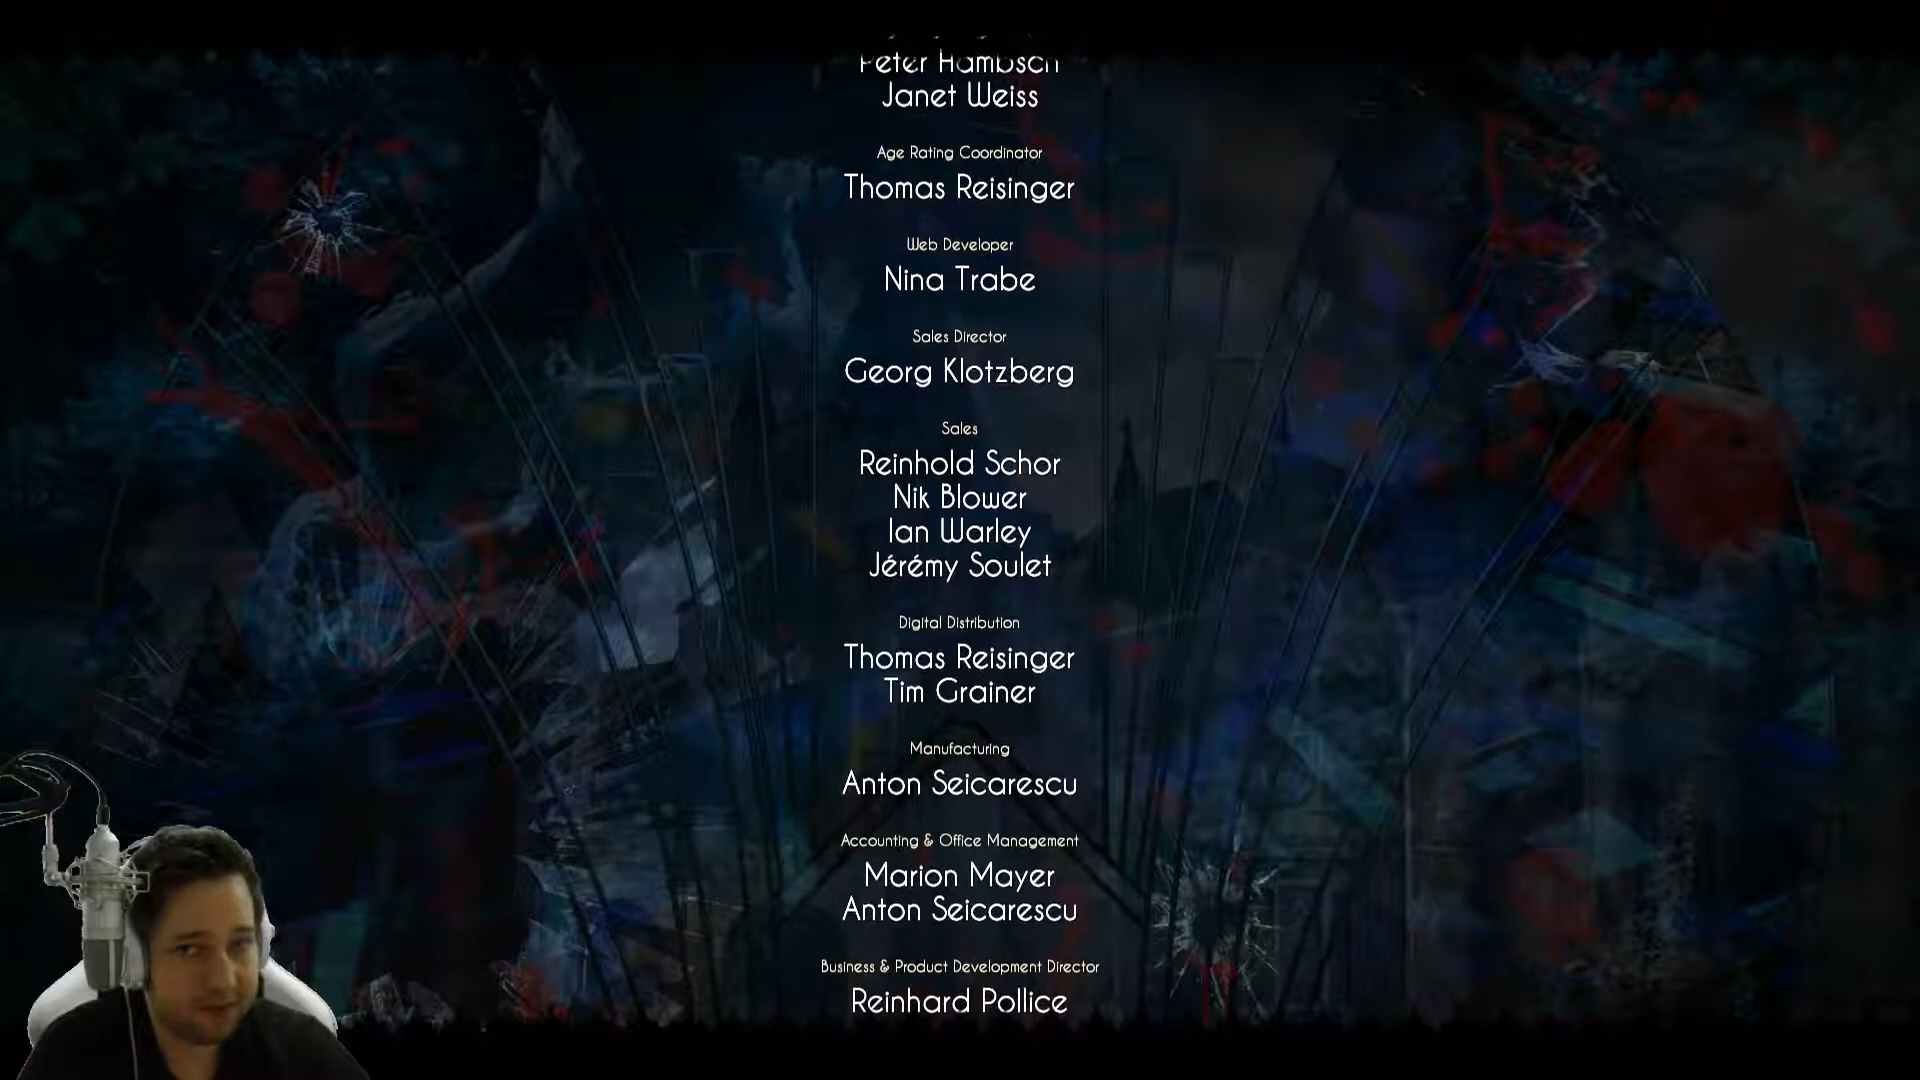 Peter Hambsch
Janet Weiss
Age Rating Coordinator
Thomas Reisinger
Web Developer
Nina Trabe
Sales Director
Georg Klotzberg
Sales
Reinhold Schor
Nik Blower
Ian Warley
Jérémy Soulet
Digital Distribution
Thomas Reisinger
Tim Grainer
Manufacturing
Anton Seicarescu
Accounting & Office Management
Marion Mayer
Anton Seicarescu
Business & Product Development Director
Reinhard Pollice